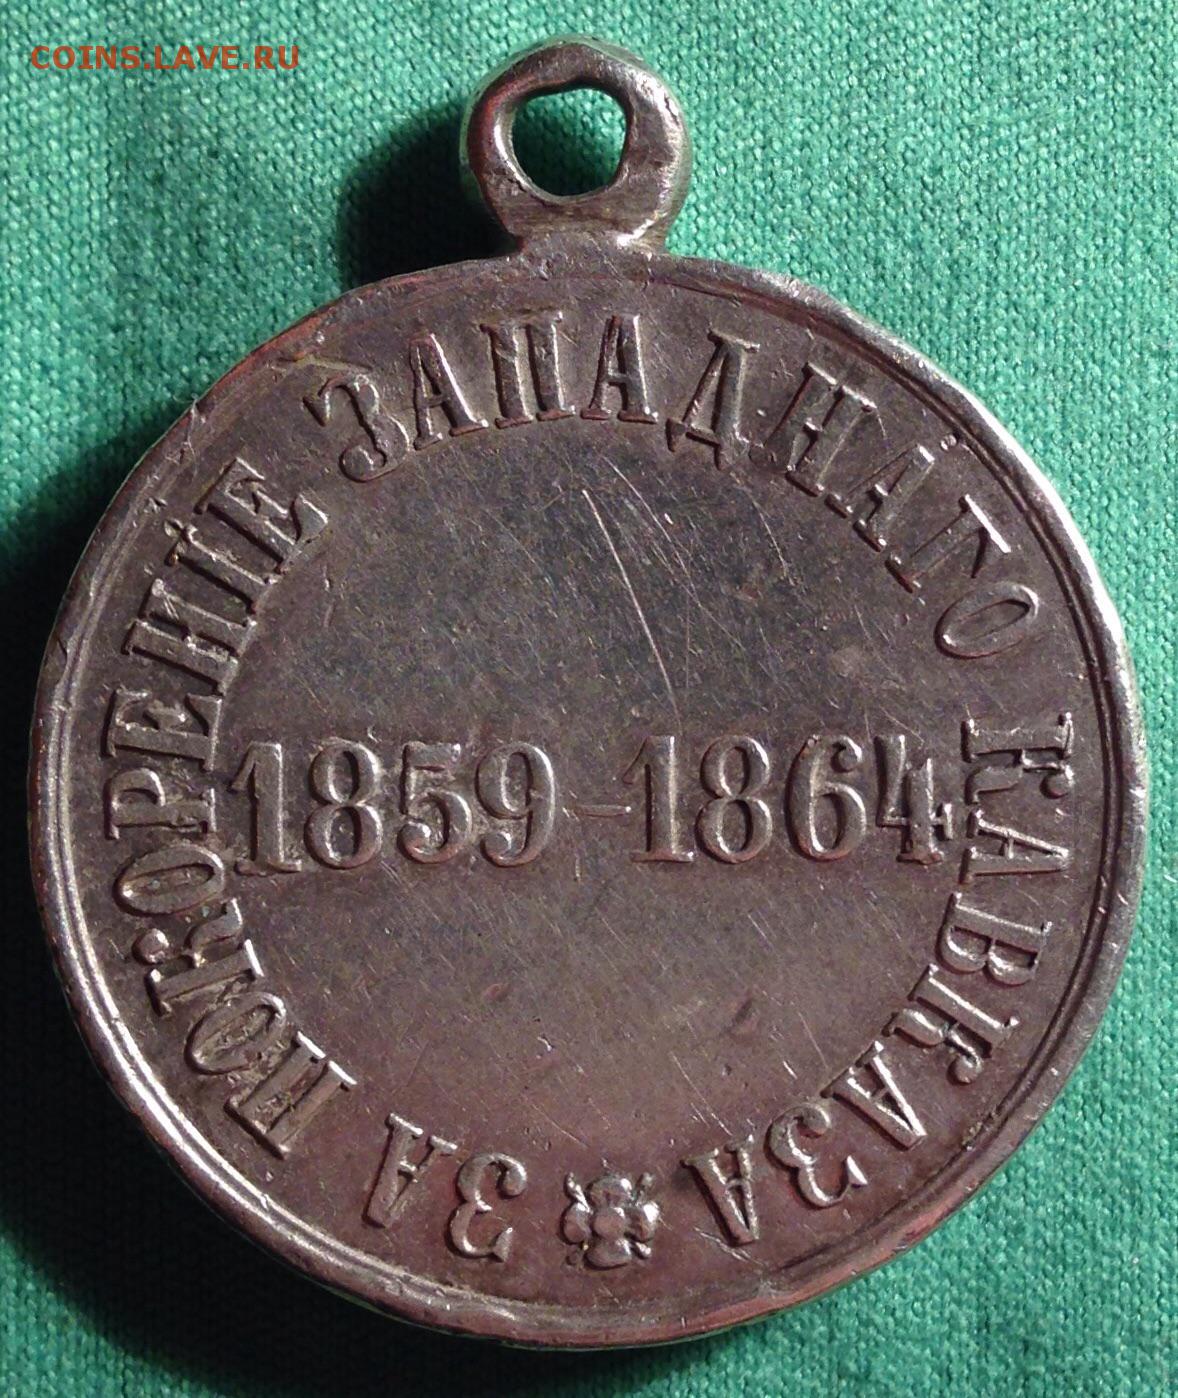 COINS.LAVE.RU
ЗА ПОКОРЕНІЕ ЗАПАДНАГО КАВКАЗА
1859–1864